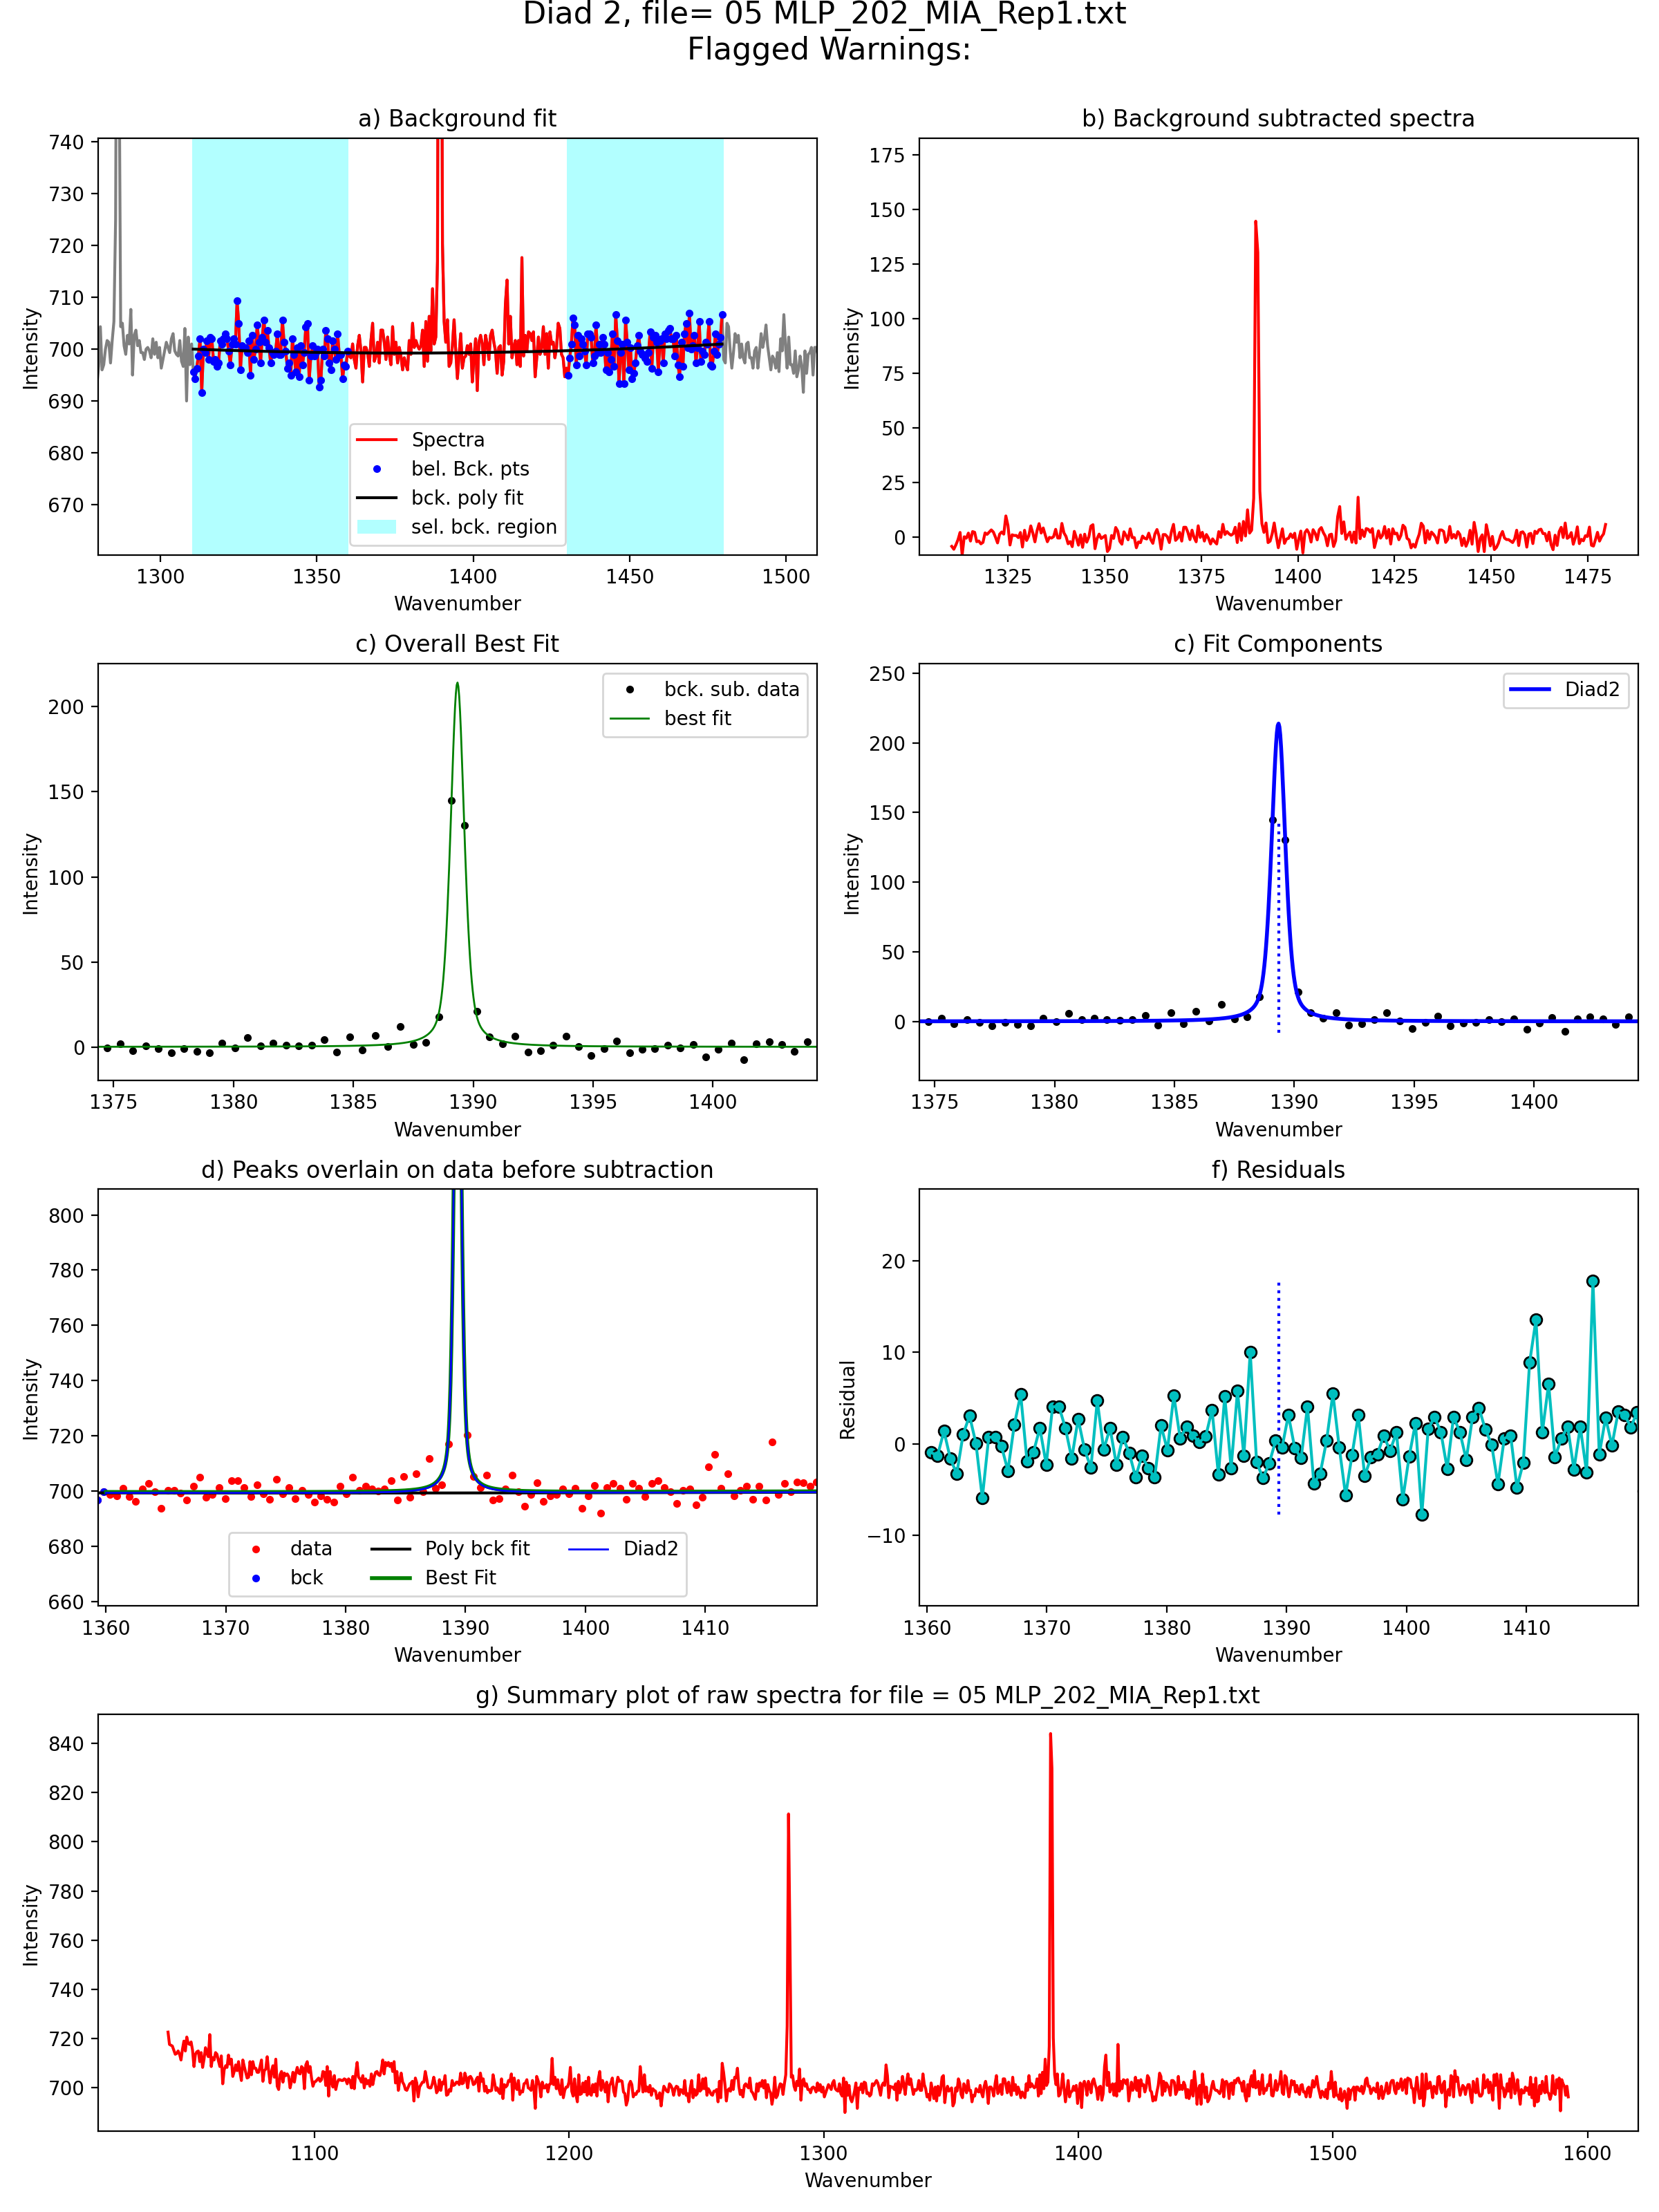 Diad 2, file= 05 MLP_202_MIA_Rep1.txt
Flagged Warnings:
a) Background fit
740
730
720
710
700
690
680
670
Intensity
Spectra
bel. Bck. pts
bck. poly fit
sel. bck. region
1300 1350 1400 1450 1500
Wavenumber
b) Background subtracted spectra
175
150
125
100
75
50
25
0
Intensity
1325 1350 1375 1400 1425 1450 1475
Wavenumber
c) Overall Best Fit
200
150
100
50
0
Intensity
bck. sub. data
best fit
1375 1380 1385 1390 1395 1400
Wavenumber
c) Fit Components
250
200
150
100
50
0
Intensity
Diad2
1375 1380 1385 1390 1395 1400
Wavenumber
d) Peaks overlain on data before subtraction
800
780
760
740
720
700
680
660
Intensity
data Poly bck fit Diad2
bck Best Fit
1360 1370 1380 1390 1400 1410
Wavenumber
f) Residuals
20
10
0
−10
Residual
1360 1370 1380 1390 1400 1410
Wavenumber
g) Summary plot of raw spectra for file = 05 MLP_202_MIA_Rep1.txt
840
820
800
780
760
740
720
700
Intensity
1100 1200 1300 1400 1500 1600
Wavenumber